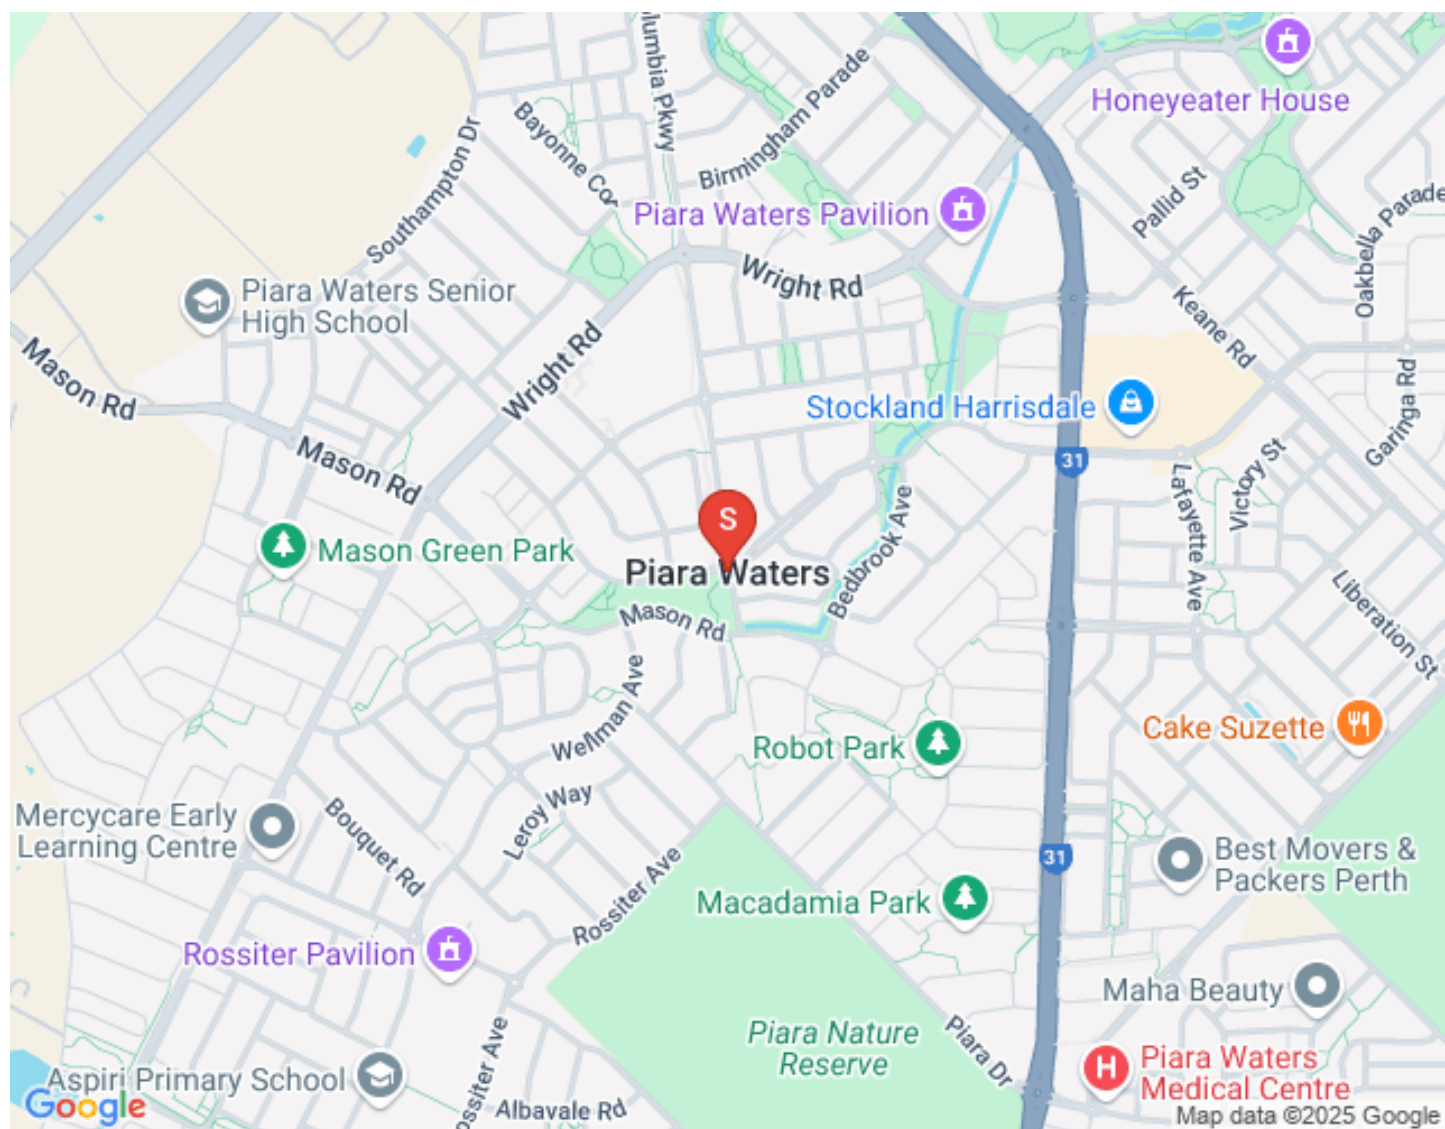 Honeyeater House
lumbia Pkwy
Birmingham Parade
Bayonne Cor
Southampton Dr
Pallid St
Oakbella Parade
Piara Waters Pavilion
Wright Rd
Piara Waters Senior
High School
Keane Rd
Mason Rd
Wright Rd
Stockland Harrisdale
Garinga Rd
Mason Rd
31
Victory St
Lafayette Ave
S
Mason Green Park
Piara Waters
Bedbrook Ave
Mason Rd
Liberation St
Wellman Ave
Robot Park
Cake Suzette
Mercycare Early
Learning Centre
Leroy Way
Bouquet Rd
31
Best Movers &
Packers Perth
Rossiter Ave
Macadamia Park
Rossiter Pavilion
Maha Beauty
Piara Nature
Reserve
Piara Dr
Piara Waters
Medical Centre
H
Aspiri Primary School
ossiter Ave
Albavale Rd
Google
Map data ©2025 Google